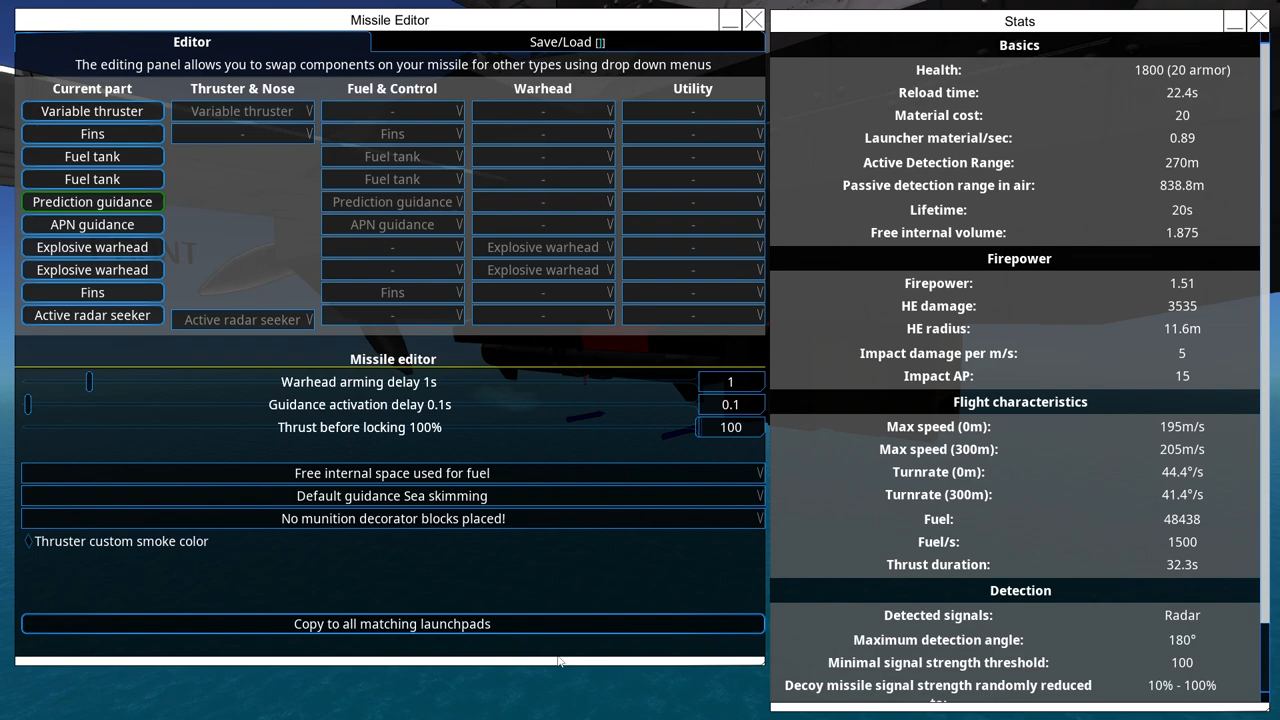 Missile Editor
Editor
Save/Load []
The editing panel allows you to swap components on your missile for other types using drop down menus
Current part Thruster & Nose Fuel & Control Warhead Utility
Variable thruster Variable thruster V - V - V - V
Fins - V Fins V - V - V
Fuel tank Fuel tank V - V - V
Fuel tank Fuel tank V - V - V
Prediction guidance Prediction guidance V - V - V
APN guidance APN guidance V - V - V
Explosive warhead - V Explosive warhead V - V
Explosive warhead - V Explosive warhead V - V
Fins Fins V - V - V
Active radar seeker Active radar seeker V - V - V - V
Missile editor
Warhead arming delay 1s 1
Guidance activation delay 0.1s 0.1
Thrust before locking 100% 100
Free internal space used for fuel V
Default guidance Sea skimming V
No munition decorator blocks placed! V
Thruster custom smoke color
Copy to all matching launchpads
Stats
Basics
Health: 1800 (20 armor)
Reload time: 22.4s
Material cost: 20
Launcher material/sec: 0.89
Active Detection Range: 270m
Passive detection range in air: 838.8m
Lifetime: 20s
Free internal volume: 1.875
Firepower
Firepower: 1.51
HE damage: 3535
HE radius: 11.6m
Impact damage per m/s: 5
Impact AP: 15
Flight characteristics
Max speed (0m): 195m/s
Max speed (300m): 205m/s
Turnrate (0m): 44.4°/s
Turnrate (300m): 41.4°/s
Fuel: 48438
Fuel/s: 1500
Thrust duration: 32.3s
Detection
Detected signals: Radar
Maximum detection angle: 180°
Minimal signal strength threshold: 100
Decoy missile signal strength randomly reduced 10% - 100%